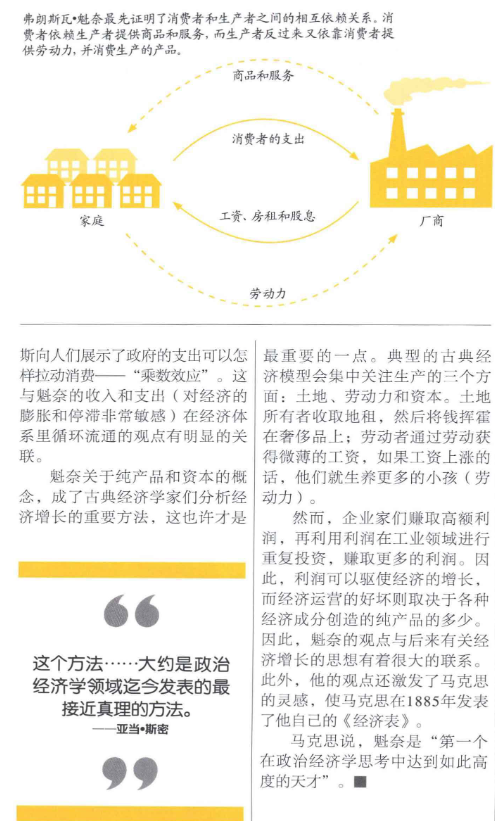 弗朗斯瓦•魁奈最先证明了消费者和生产者之间的相互依赖关系。消
费者依赖生产者提供商品和服务,而生产者反过来又依靠消费者提
供劳动力,并消费生产的产品。
商品和服务
消费者的支出
家庭
工资、房租和股息
厂商
劳动力
斯向人们展示了政府的支出可以怎
样拉动消费——“乘数效应”。这
与魁奈的收入和支出（对经济的
膨胀和停滞非常敏感）在经济体
系里循环流通的观点有明显的关
联。
魁奈关于纯产品和资本的概
念，成了古典经济学家们分析经
济增长的重要方法，这也许才是
“
这个方法……大约是政治
经济学领域迄今发表的最
接近真理的方法。
——亚当•斯密
”
最重要的一点。典型的古典经
济模型会集中关注生产的三个方
面：土地、劳动力和资本。土地
所有者收取地租，然后将钱挥霍
在奢侈品上；劳动者通过劳动获
得微薄的工资，如果工资上涨的
话，他们就生养更多的小孩（劳
动力）。
然而，企业家们赚取高额利
润，再利用利润在工业领域进行
重复投资，赚取更多的利润。因
此，利润可以驱使经济的增长，
而经济运营的好坏则取决于各种
经济成分创造的纯产品的多少。
因此，魁奈的观点与后来有关经
济增长的思想有着很大的联系。
此外，他的观点还激发了马克思
的灵感，使马克思在1885年发表
了他自己的《经济表》。
马克思说，魁奈是“第一个
在政治经济学思考中达到如此高
度的天才”。■